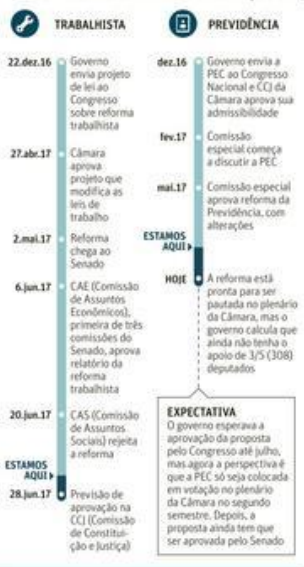 TRABALHISTA
22.dez.16
Governo
envia projeto
de lei ao
Congresso
sobre reforma
trabalhista
27.abr.17
Câmara
aprova
projeto que
modifica as
leis de
trabalho
2.mai.17
Reforma
chega ao
Senado
6.jun.17
CAE (Comissão
de Assuntos
Econômicos),
primeira de três
comissões do
Senado, aprova
relatório da
reforma
trabalhista
20.jun.17
CAS (Comissão
de Assuntos
Sociais) rejeita
a reforma
ESTAMOS
AQUI
28.jun.17
Previsão de
aprovação na
CCJ (Comissão
de Constitui-
ção e Justiça)
PREVIDÊNCIA
dez.16
Governo envia a
PEC ao Congresso
Nacional e CCJ da
Câmara aprova sua
admissibilidade
fev.17
Comissão
especial começa
a discutir a PEC
mai.17
Comissão especial
aprova reforma da
Previdência, com
alterações
ESTAMOS
AQUI
HOJE
A reforma está
pronta para ser
pautada no plenário
da Câmara, mas o
governo calcula que
ainda não tenha o
apoio de 3/5 (308)
deputados
EXPECTATIVA
O governo esperava a
aprovação da proposta
pelo Congresso até julho,
mas agora a perspectiva é
que a PEC só seja colocada
em votação no plenário
da Câmara no segundo
semestre. Depois, a
proposta ainda tem que
ser aprovada pelo Senado